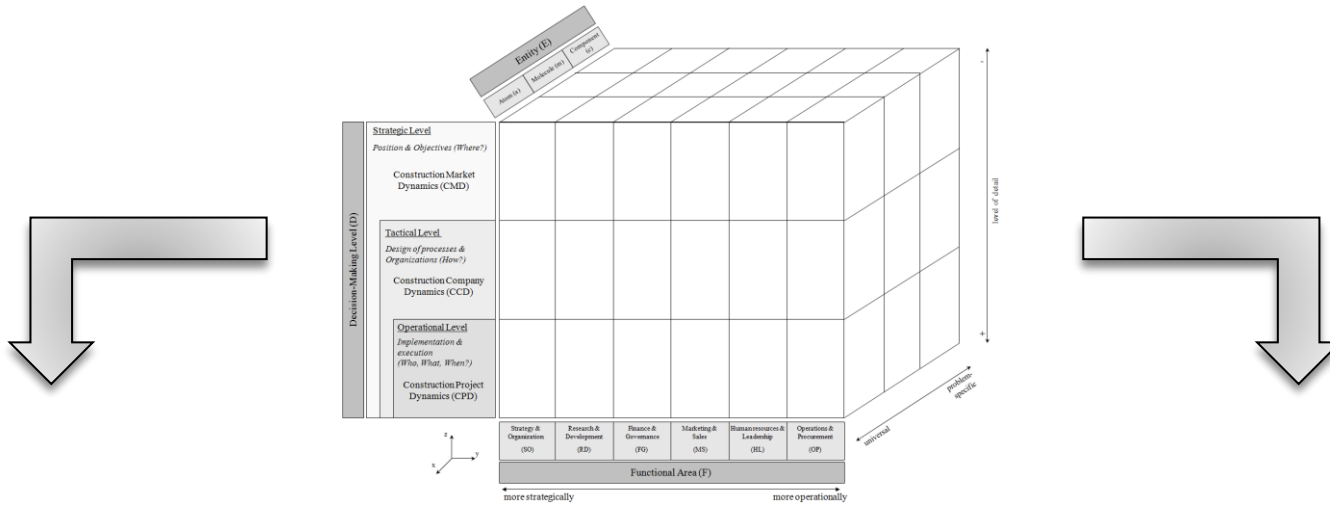 Entity (E)
Atom (a)
Molecule (m)
Component
(c)
Decision-Making Level (D)
Strategic Level
Position & Objectives (Where?)
Construction Market
Dynamics (CMD)
Tactical Level
Design of processes &
Organizations (How?)
Construction Company
Dynamics (CCD)
Operational Level
Implementation &
execution
(Who, What, When?)
Construction Project
Dynamics (CPD)
-
level of detail
+
problem-
specific
universal
z
y
x
Strategy &
Organization
(SO)
Research &
Development
(RD)
Finance &
Governance
(FG)
Marketing &
Sales
(MS)
Human resources &
Leadership
(HL)
Operations &
Procurement
(OP)
Functional Area (F)
more strategically
more operationally